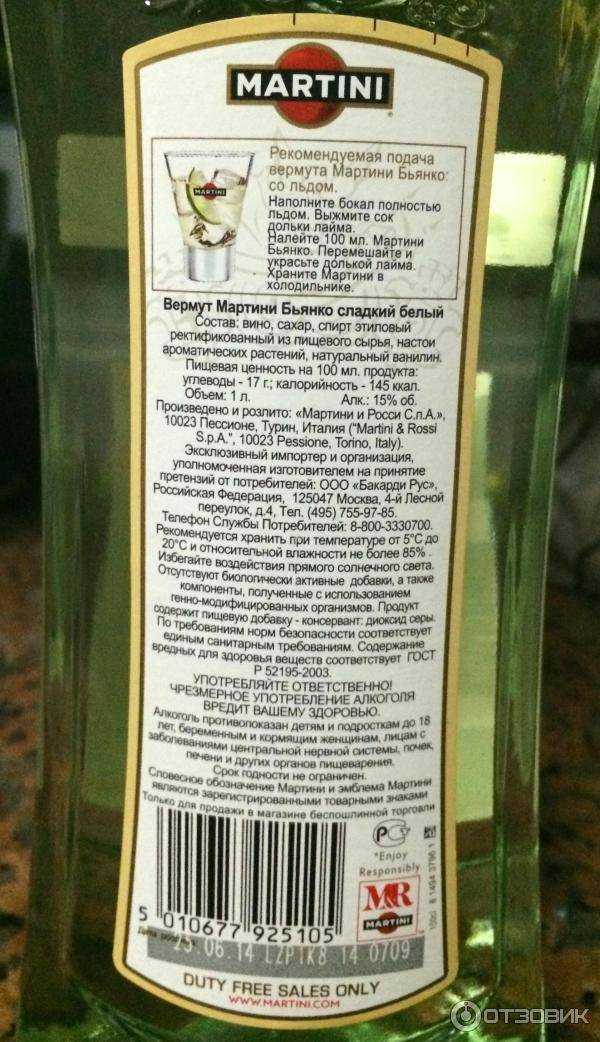 MARTINI
MARTINI
Рекомендуемая подача
вермута Мартини Бьянко:
со льдом.
Наполните бокал полностью
льдом. Выжмите сок
дольки лайма.
Налейте 100 мл. Мартини
Бьянко. Перемешайте и
украсьте долькой лайма.
Храните Мартини в
холодильнике.
Вермут Мартини Бьянко сладкий белый
Состав: вино, сахар, спирт этиловый
ректификованный из пищевого сырья, настои
ароматических растений, натуральный ванилин.
Пищевая ценность на 100 мл. продукта:
углеводы - 17 г.; калорийность - 145 ккал.
Объем: 1 л. Алк.: 15% об.
Произведено и розлито: «Мартини и Росси С.п.А.»,
10023 Пессионе, Турин, Италия ("Martini & Rossi
S.p.A.", 10023 Pessione, Torino, Italy).
Эксклюзивный импортер и организация,
уполномоченная изготовителем на принятие
претензий от потребителей: ООО «Бакарди Рус»,
Российская Федерация, 125047 Москва, 4-й Лесной
переулок, д.4, Тел. (495) 755-97-85.
Телефон Службы Потребителей: 8-800-3330700.
Рекомендуется хранить при температуре от 5°С до
20°С и относительной влажности не более 85% .
Избегайте воздействия прямого солнечного света.
Отсутствуют биологически активные добавки, а также
компоненты, полученные с использованием
генно-модифицированных организмов. Продукт
содержит пищевую добавку - консервант: диоксид серы.
По требованиям норм безопасности соответствует
единым санитарным требованиям. Содержание
вредных для здоровья веществ соответствует ГОСТ
Р 52195-2003.
УПОТРЕБЛЯЙТЕ ОТВЕТСТВЕННО!
ЧРЕЗМЕРНОЕ УПОТРЕБЛЕНИЕ АЛКОГОЛЯ
ВРЕДИТ ВАШЕМУ ЗДОРОВЬЮ.
Алкоголь противопоказан детям и подросткам до 18
лет, беременным и кормящим женщинам, лицам с
заболеваниями центральной нервной системы, почек,
печени и других органов пищеварения.
Срок годности не ограничен.
Словесное обозначение Мартини и эмблема Мартини
являются зарегистрированными товарными знаками
Только для продажи в магазине беспошлинной торговли
*Enjoy
Responsibly
M&R
MARTINI
5 010677 925105
Дата
23.06.14 L2P1K8 14 0709
DUTY FREE SALES ONLY
WWW.MARTINI.COM
ОТЗОВИК